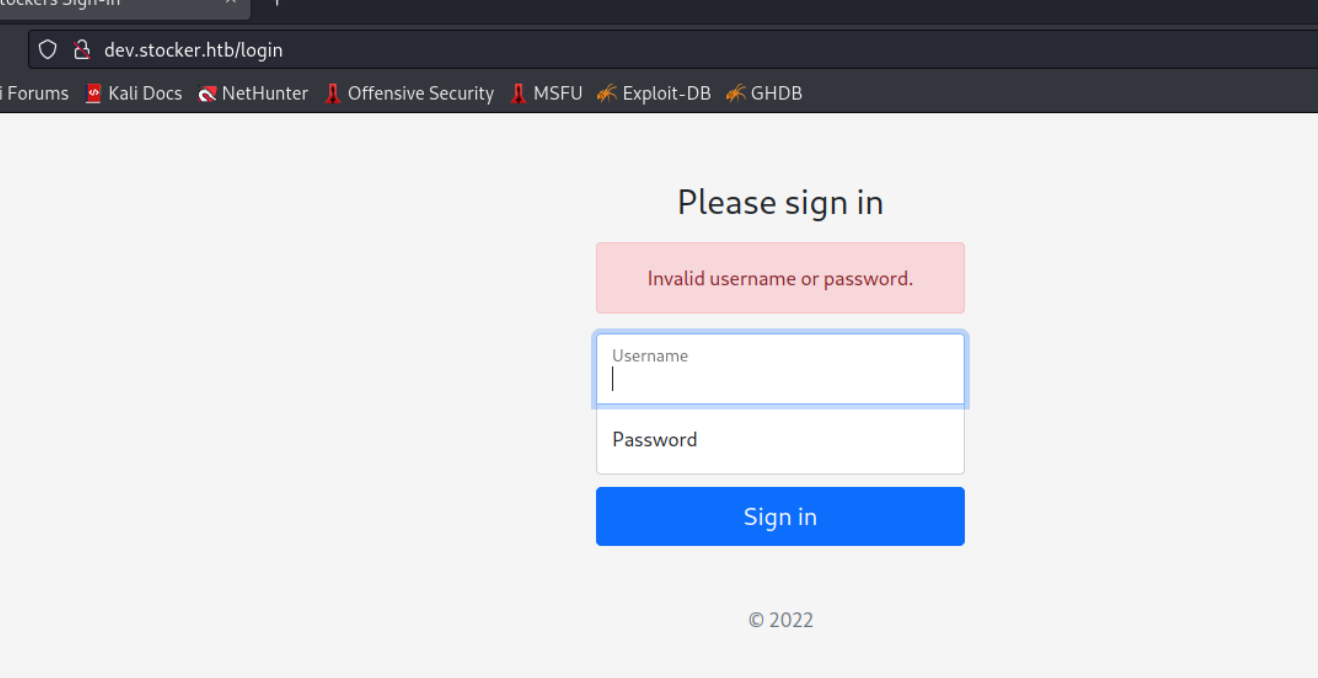 Sign-in
dev.stocker.htb/login
Forums Kali Docs NetHunter Offensive Security MSFU Exploit-DB GHDB
Please sign in
Invalid username or password.
Username
Password
Sign in
© 2022